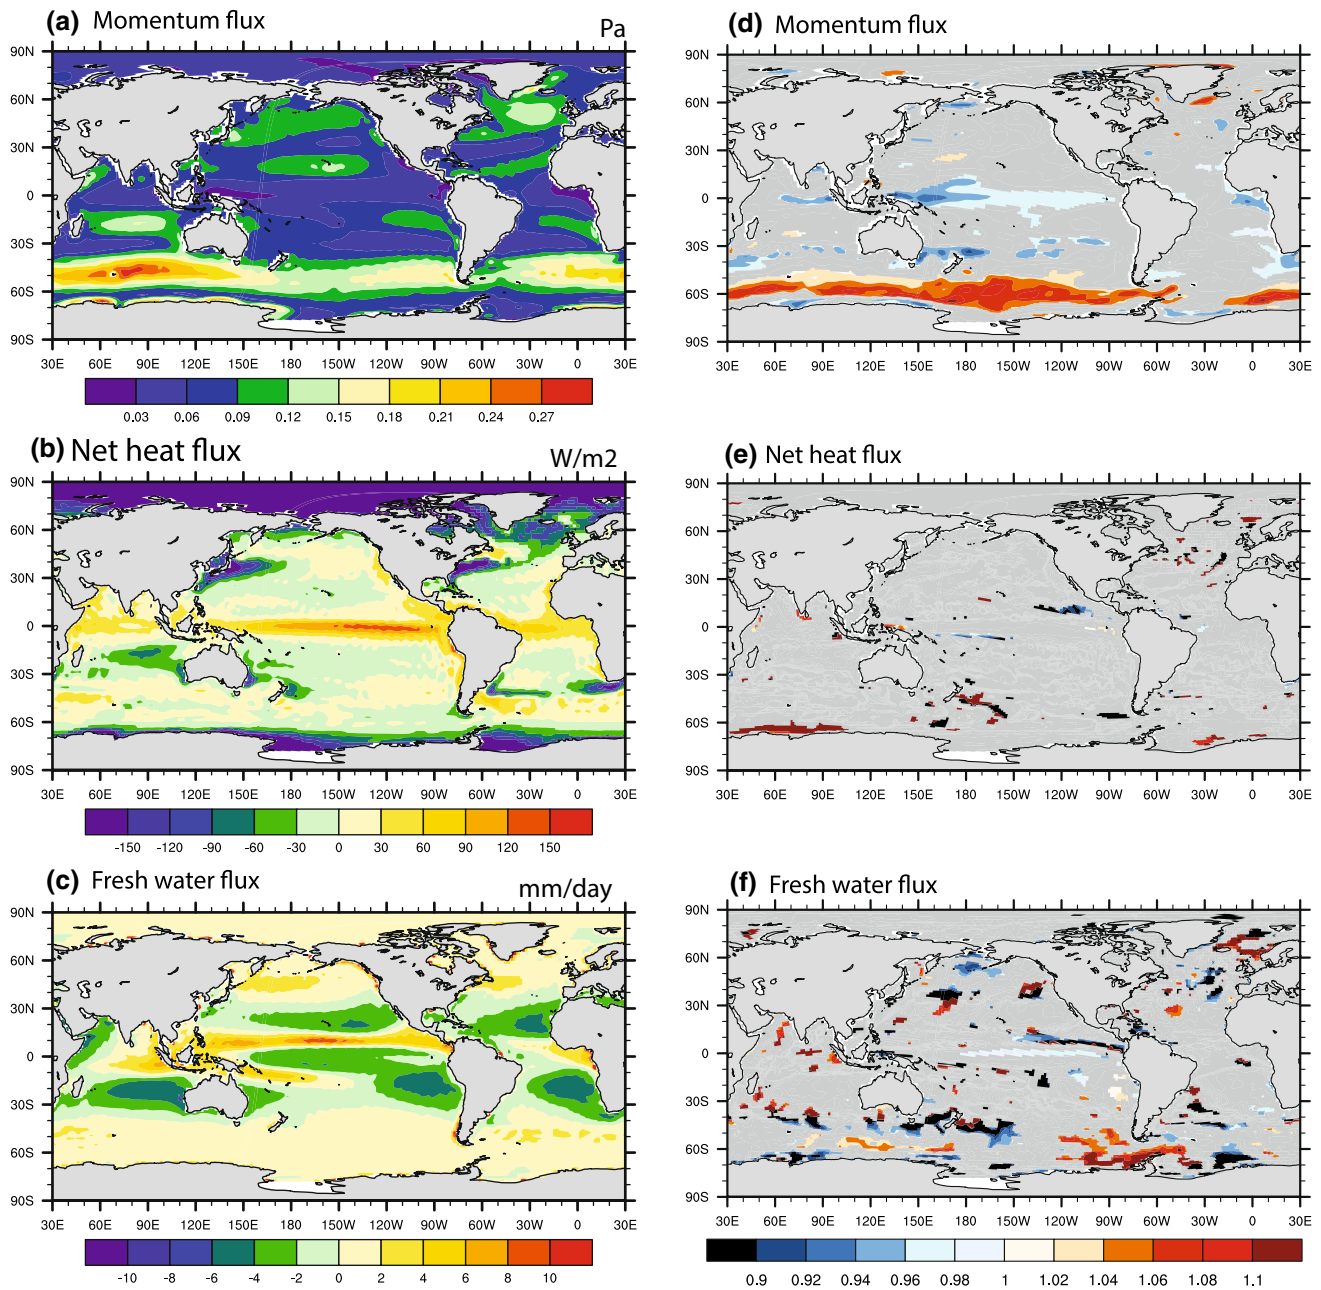 (a) Momentum flux
Pa
90N
60N
30N
0
30S
60S
90S
30E 60E 90E 120E 150E 180 150W 120W 90W 60W 30W 0 30E
0.03 0.06 0.09 0.12 0.15 0.18 0.21 0.24 0.27
(b) Net heat flux
W/m2
90N
60N
30N
0
30S
60S
90S
30E 60E 90E 120E 150E 180 150W 120W 90W 60W 30W 0 30E
-150 -120 -90 -60 -30 0 30 60 90 120 150
(c) Fresh water flux
mm/day
90N
60N
30N
0
30S
60S
90S
30E 60E 90E 120E 150E 180 150W 120W 90W 60W 30W 0 30E
-10 -8 -6 -4 -2 0 2 4 6 8 10
(d) Momentum flux
90N
60N
30N
0
30S
60S
90S
30E 60E 90E 120E 150E 180 150W 120W 90W 60W 30W 0 30E
(e) Net heat flux
90N
60N
30N
0
30S
60S
90S
30E 60E 90E 120E 150E 180 150W 120W 90W 60W 30W 0 30E
(f) Fresh water flux
90N
60N
30N
0
30S
60S
90S
30E 60E 90E 120E 150E 180 150W 120W 90W 60W 30W 0 30E
0.9 0.92 0.94 0.96 0.98 1 1.02 1.04 1.06 1.08 1.1